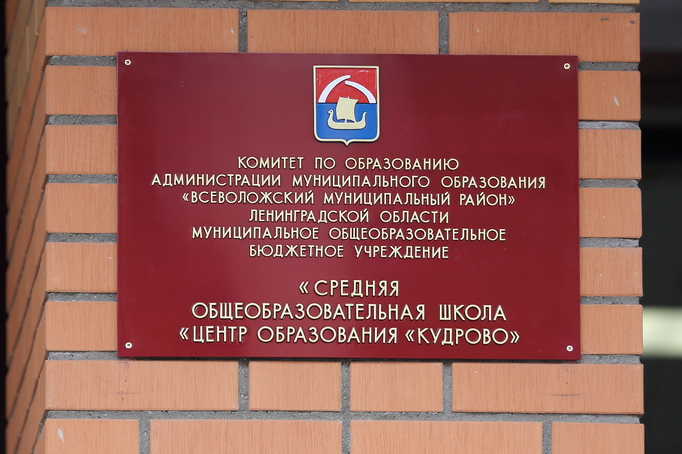 КОМИТЕТ ПО ОБРАЗОВАНИЮ
АДМИНИСТРАЦИИ МУНИЦИПАЛЬНОГО ОБРАЗОВАНИЯ
«ВСЕВОЛОЖСКИЙ МУНИЦИПАЛЬНЫЙ РАЙОН»
ЛЕНИНГРАДСКОЙ ОБЛАСТИ
МУНИЦИПАЛЬНОЕ ОБЩЕОБРАЗОВАТЕЛЬНОЕ
БЮДЖЕТНОЕ УЧРЕЖДЕНИЕ
«СРЕДНЯЯ
ОБЩЕОБРАЗОВАТЕЛЬНАЯ ШКОЛА
«ЦЕНТР ОБРАЗОВАНИЯ «КУДРОВО»